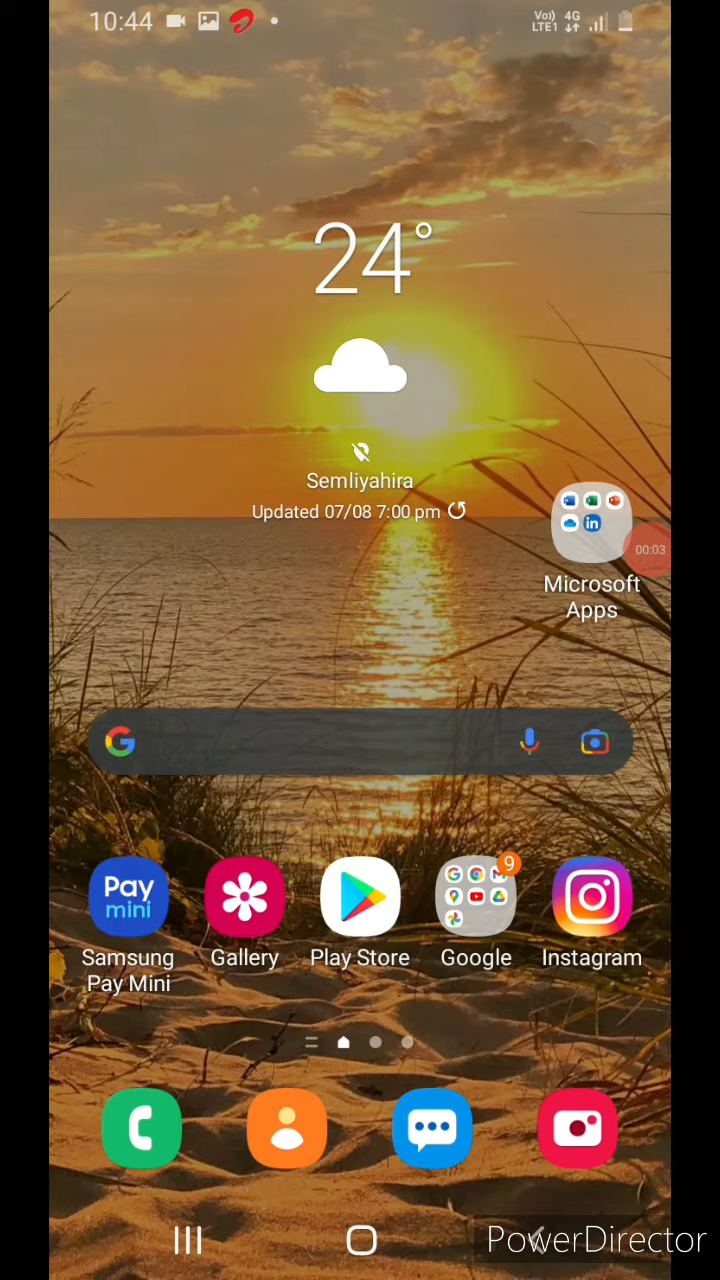 10:44
Vo) 4G
LTE1
24°
Semliyahira
Updated 07/08 7:00 pm
00:03
Microsoft
Apps
Pay
mini
9
Samsung
Pay Mini
Gallery
Play Store
Google
Instagram
PowerDirector